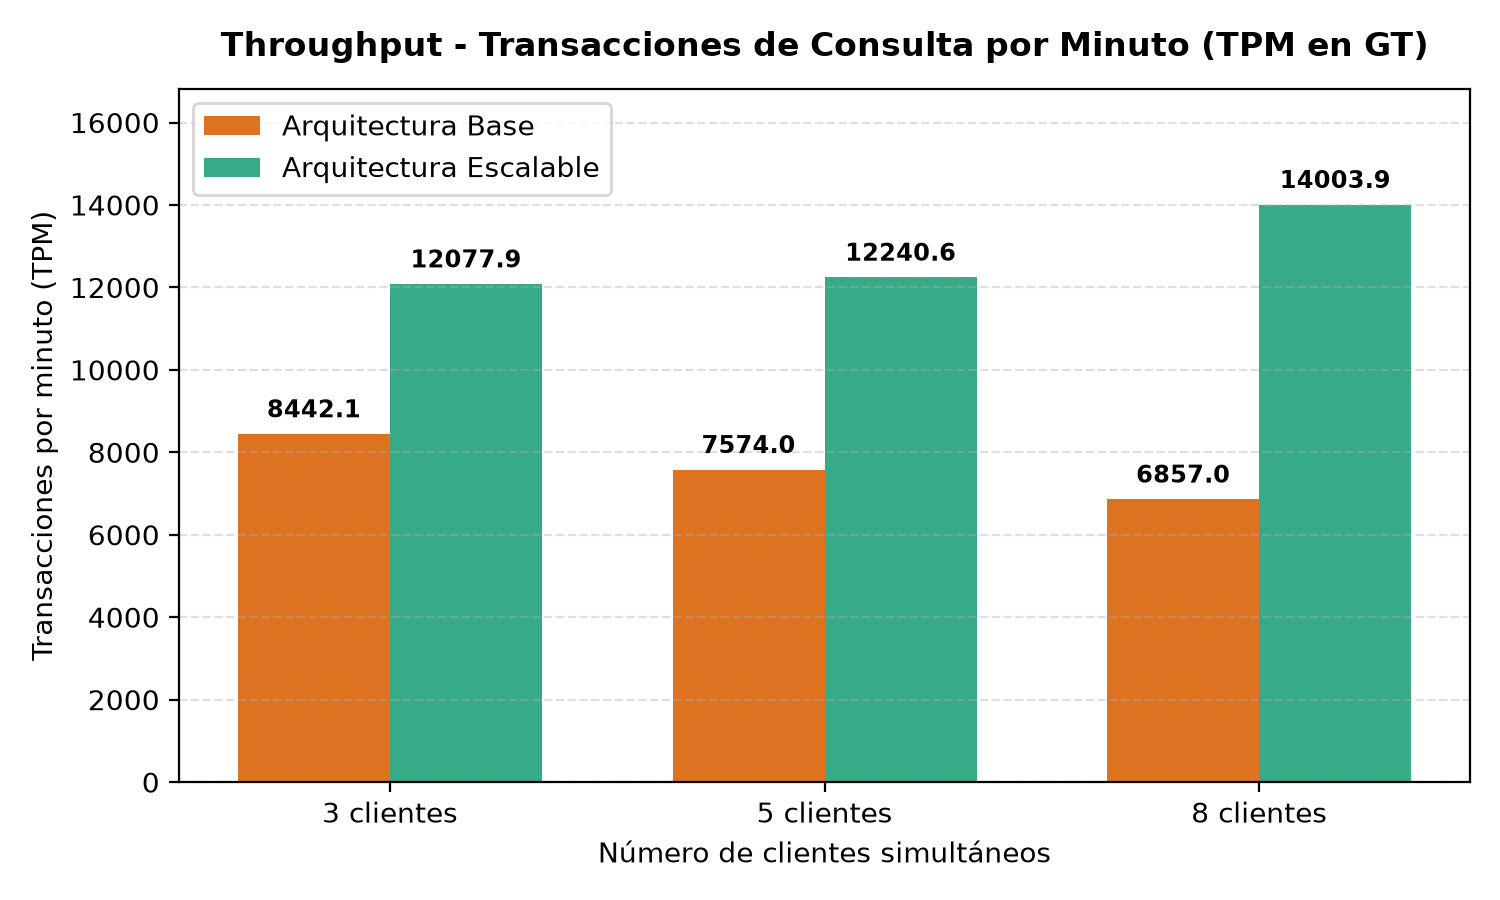 Throughput - Transacciones de Consulta por Minuto (TPM en GT)
Arquitectura Base
Arquitectura Escalable
Transacciones por minuto (TPM)
16000
14000
12000
10000
8000
6000
4000
2000
0
8442.1
12077.9
7574.0
12240.6
6857.0
14003.9
3 clientes
5 clientes
8 clientes
Número de clientes simultáneos